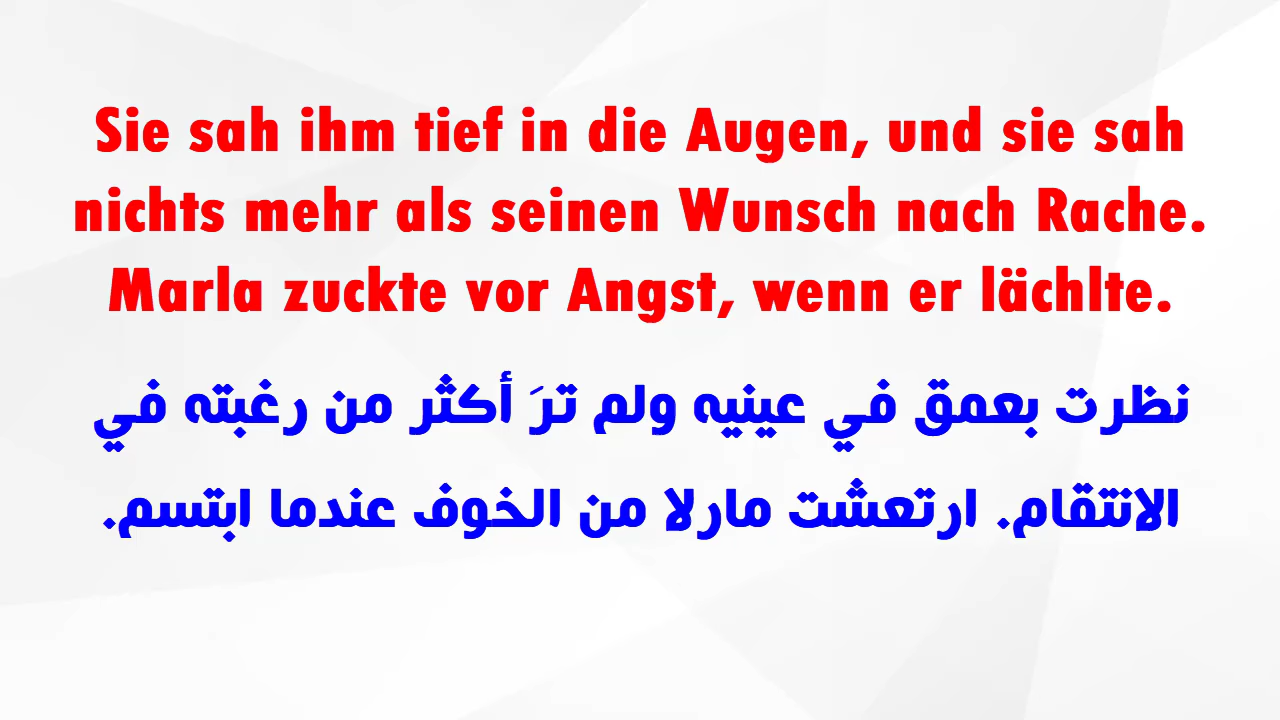 Sie sah ihm tief in die Augen, und sie sah
nichts mehr als seinen Wunsch nach Rache.
Marla zuckte vor Angst, wenn er lächlte.
نظرت بعمق في عينيه ولم ترَ أكثر من رغبته في
الانتقام. ارتعشت مارلا من الخوف عندما ابتسم.